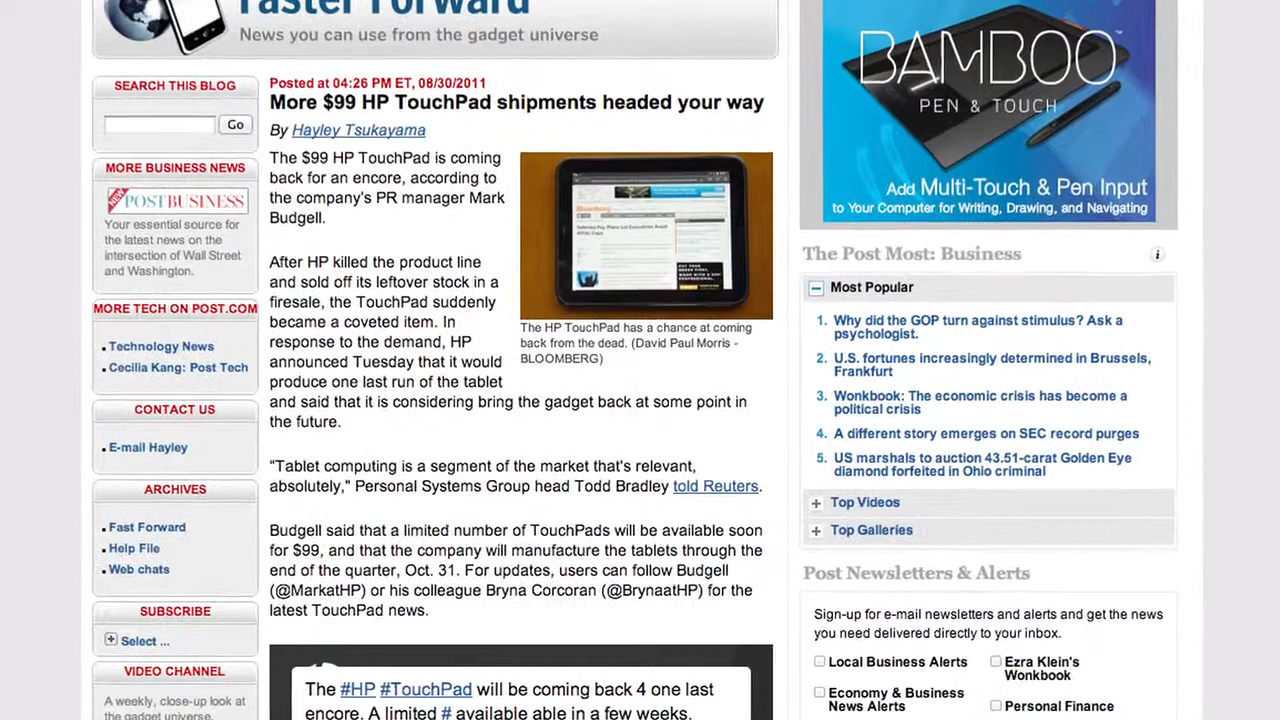 Faster Forward
News you can use from the gadget universe
SEARCH THIS BLOG
Go
MORE BUSINESS NEWS
NEW POSTBUSINESS
Your essential source for
the latest news on the
intersection of Wall Street
and Washington.
MORE TECH ON POST.COM
Technology News
Cecilia Kang: Post Tech
CONTACT US
E-mail Hayley
ARCHIVES
Fast Forward
Help File
Web chats
SUBSCRIBE
Select ...
VIDEO CHANNEL
A weekly, close-up look at
the gadget universe.
Posted at 04:26 PM ET, 08/30/2011
More $99 HP TouchPad shipments headed your way
By Hayley Tsukayama
The $99 HP TouchPad is coming
back for an encore, according to
the company's PR manager Mark
Budgell.
After HP killed the product line
and sold off its leftover stock in a
firesale, the TouchPad suddenly
became a coveted item. In
response to the demand, HP
announced Tuesday that it would
produce one last run of the tablet
and said that it is considering bring the gadget back at some point in
the future.
The HP TouchPad has a chance at coming
back from the dead. (David Paul Morris -
BLOOMBERG)
"Tablet computing is a segment of the market that's relevant,
absolutely," Personal Systems Group head Todd Bradley told Reuters.
Budgell said that a limited number of TouchPads will be available soon
for $99, and that the company will manufacture the tablets through the
end of the quarter, Oct. 31. For updates, users can follow Budgell
(@MarkatHP) or his colleague Bryna Corcoran (@BrynaatHP) for the
latest TouchPad news.
The #HP #TouchPad will be coming back 4 one last
encore. A limited # available able in a few weeks.
BAMBOO™
PEN & TOUCH
Add Multi-Touch & Pen Input
to Your Computer for Writing, Drawing, and Navigating
The Post Most: Business
i
Most Popular
1. Why did the GOP turn against stimulus? Ask a
psychologist.
2. U.S. fortunes increasingly determined in Brussels,
Frankfurt
3. Wonkbook: The economic crisis has become a
political crisis
4. A different story emerges on SEC record purges
5. US marshals to auction 43.51-carat Golden Eye
diamond forfeited in Ohio criminal
Top Videos
Top Galleries
Post Newsletters & Alerts
Sign-up for e-mail newsletters and alerts and get the news
you need delivered directly to your inbox.
Local Business Alerts
Ezra Klein's
Wonkbook
Economy & Business
News Alerts
Personal Finance